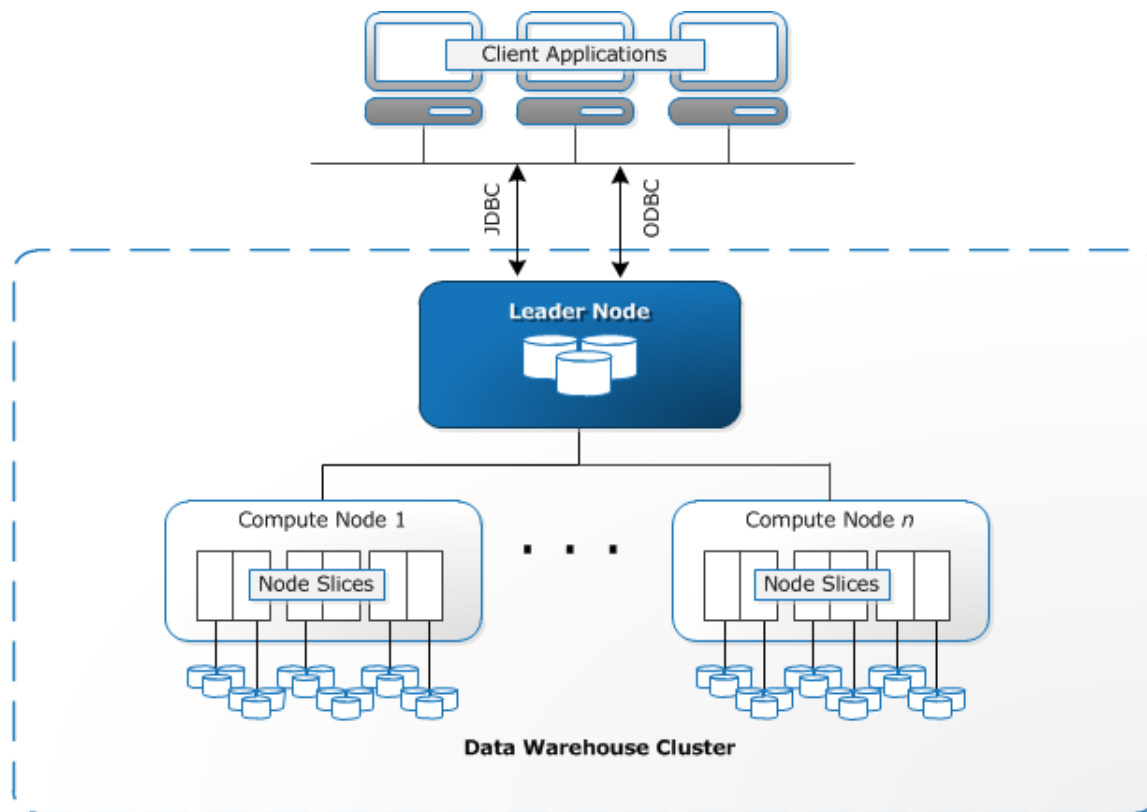 Client Applications
JDBC
ODBC
Leader Node
Compute Node 1
Compute Node n
. . .
Node Slices
Node Slices
Data Warehouse Cluster